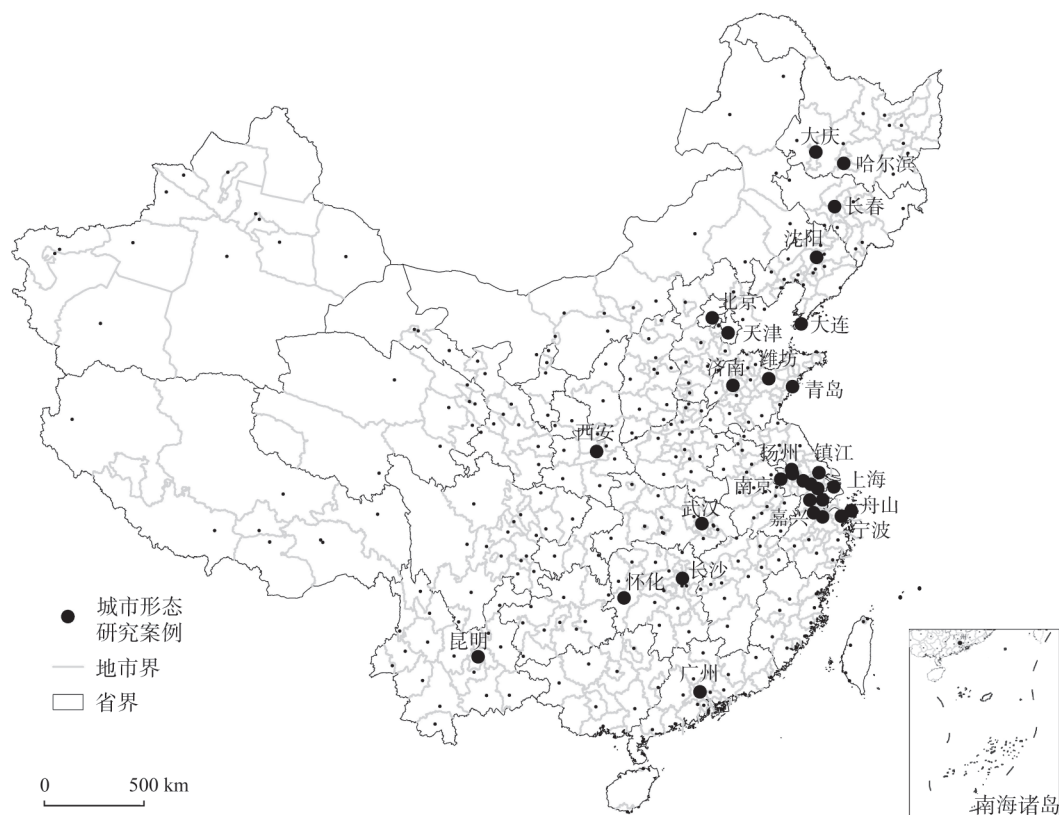 大庆
哈尔滨
长春
沈阳
北京
大连
天津
潍坊
济南
青岛
西安
扬州
镇江
南京
上海
武汉
舟山
嘉兴
宁波
长沙
怀化
昆明
广州
城市形态
研究案例
地市界
省界
0 500 km
南海诸岛